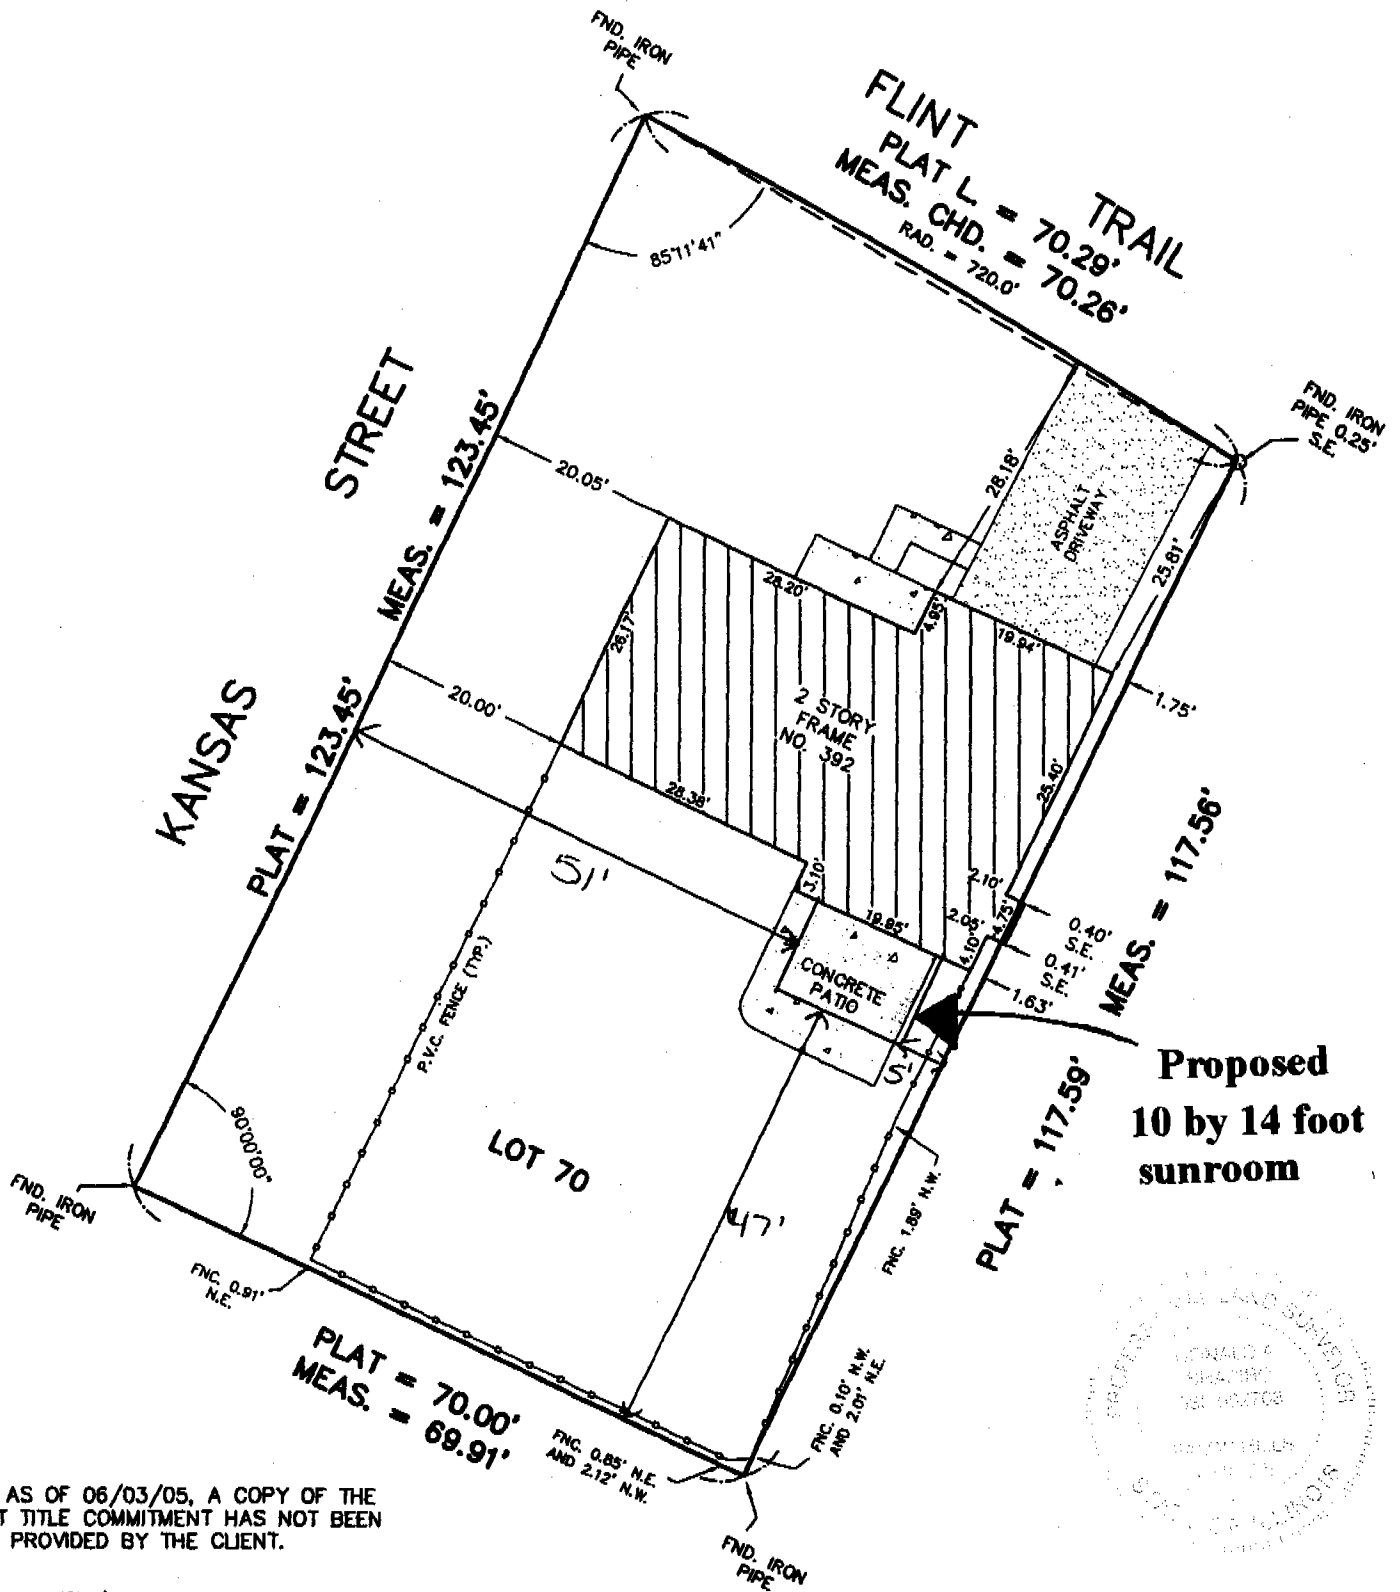 FND. IRON
PIPE
FLINT
TRAIL
PLAT L. = 70.29'
MEAS. CHD. = 70.26'
RAD. = 720.0'
85°11'41"
FND. IRON
PIPE 0.25'
S.E.
KANSAS
STREET
PLAT = 123.45'
MEAS. = 123.45'
20.05'
28.18'
ASPHALT
DRIVEWAY
25.81'
28.20'
4.95'
19.94'
26.17'
1.75'
2 STORY
FRAME
NO. 392
20.00'
28.38'
25.40'
51'
3.10'
2.10'
19.95'
2.05'
4.75'
4.10'
0.40'
S.E.
0.41'
S.E.
1.63'
CONCRETE
PATIO
5'
P.V.C. FENCE (TYP.)
MEAS. = 117.56'
PLAT = 117.59'
Proposed
10 by 14 foot
sunroom
90°00'00"
LOT 70
47'
FNC. 1.89' N.W.
FND. IRON
PIPE
FNC. 0.91'
N.E.
PLAT = 70.00'
MEAS. = 69.91'
FNC. 0.85' N.E.
AND 2.12' N.W.
FNC. 0.10' N.W.
AND 2.01' N.E.
FND. IRON
PIPE
AS OF 06/03/05, A COPY OF THE
T TITLE COMMITMENT HAS NOT BEEN
PROVIDED BY THE CLIENT.
LAND SURVEYOR